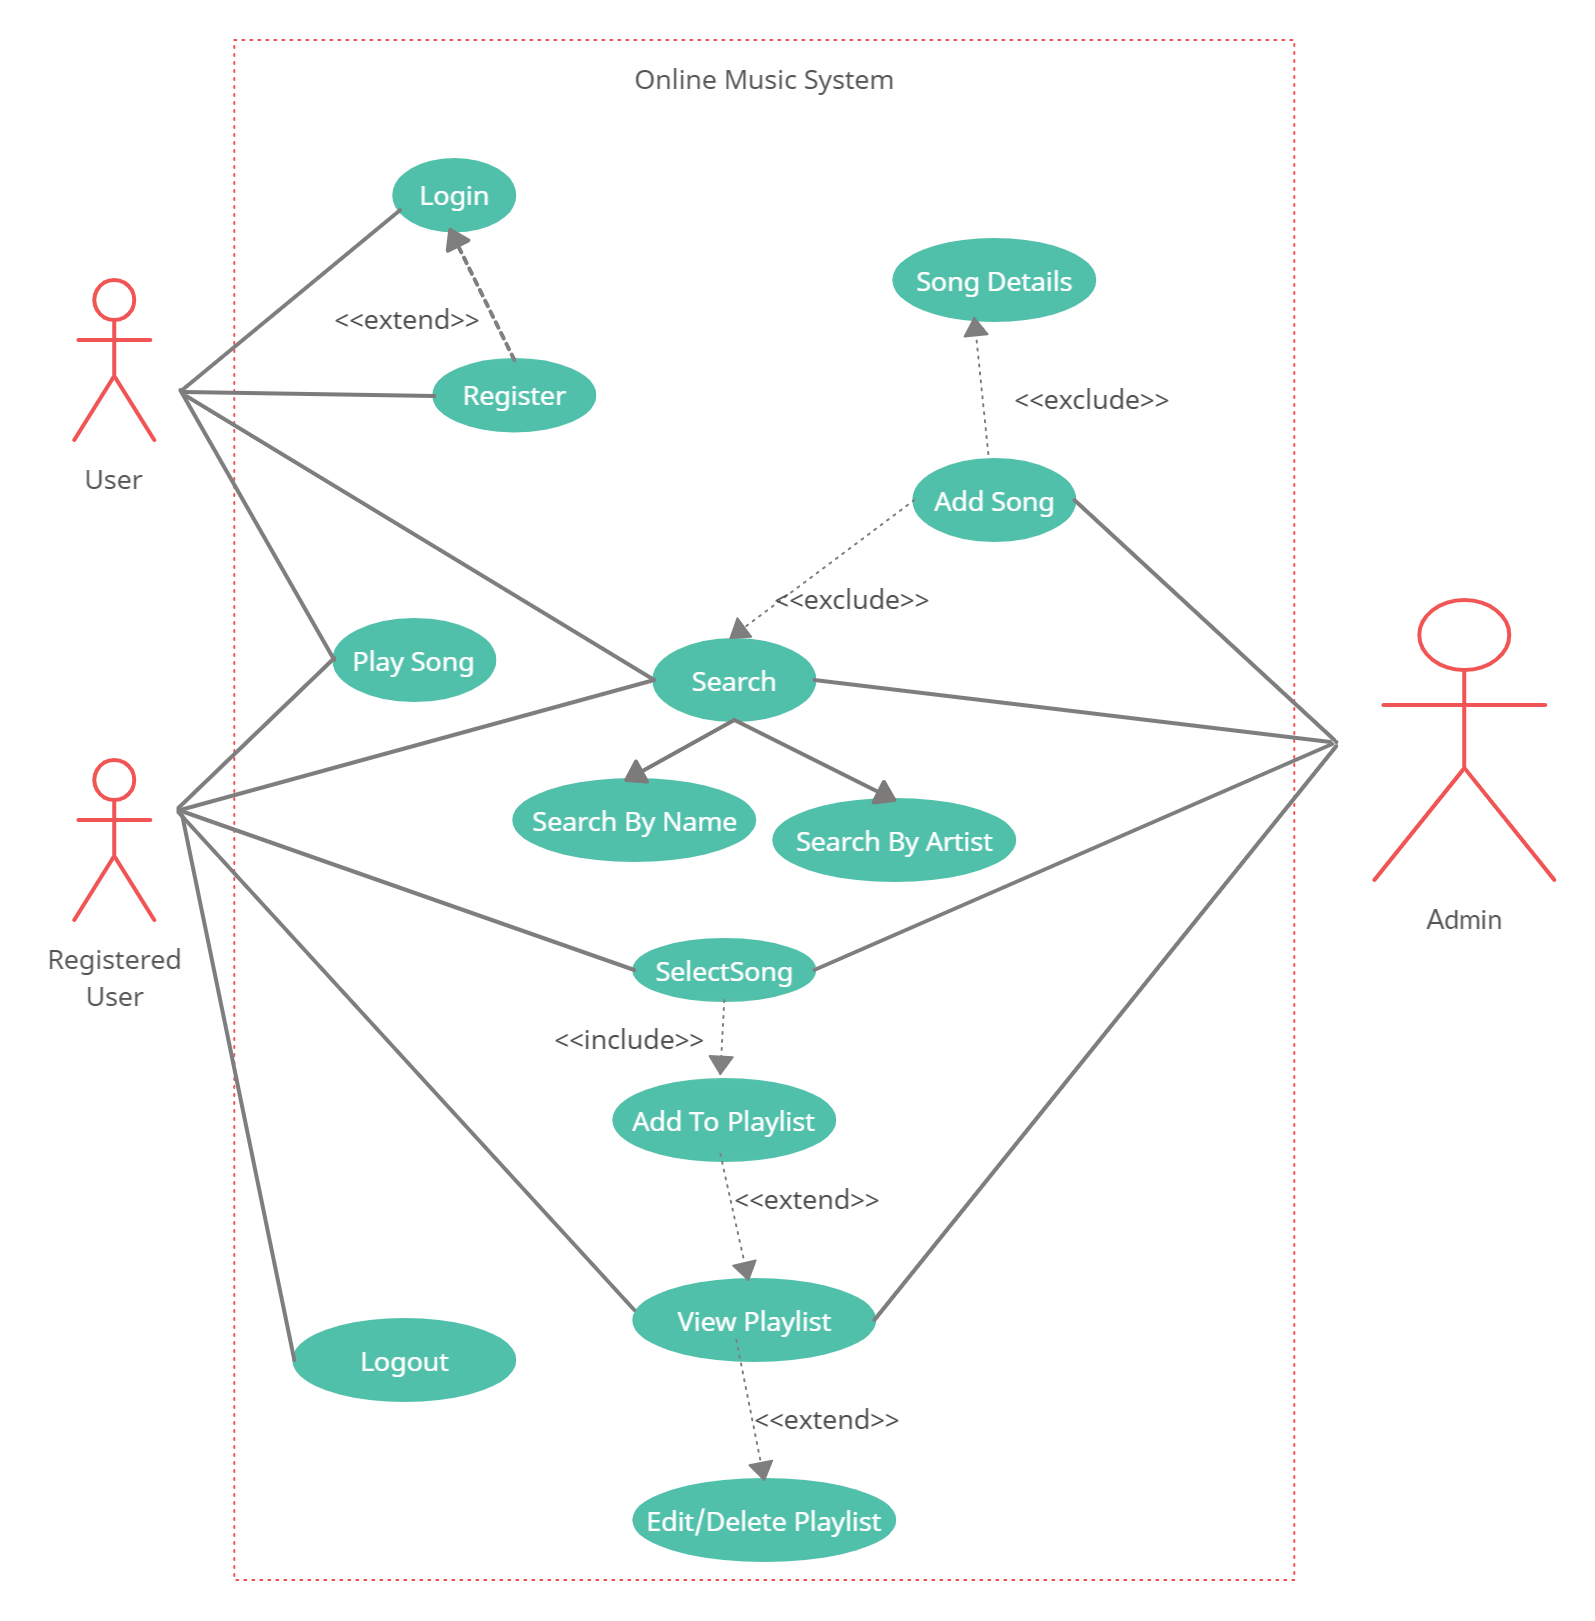 Online Music System
Login
Song Details
<<extend>>
Register
<<exclude>>
User
Add Song
<<exclude>>
Play Song
Search
Search By Name
Search By Artist
Admin
Registered
User
SelectSong
<<include>>
Add To Playlist
<<extend>>
View Playlist
Logout
<<extend>>
Edit/Delete Playlist